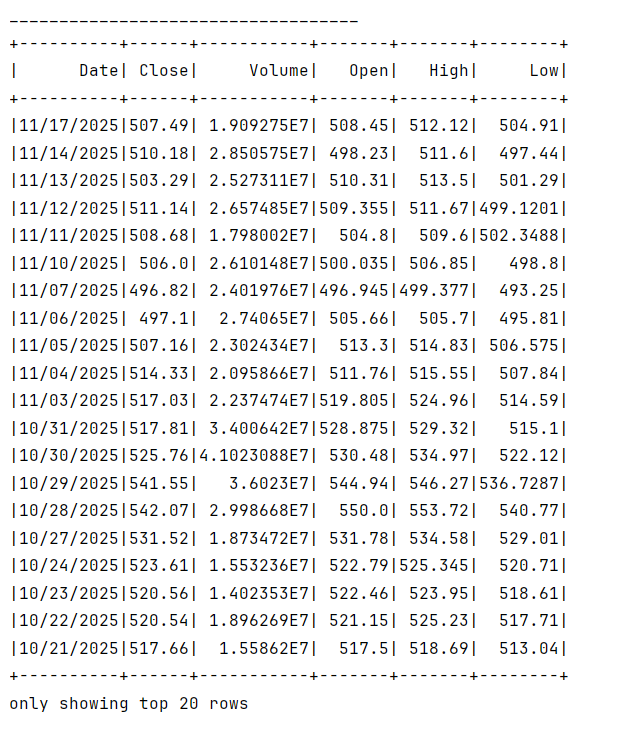 ___________________________________
+----------+------+-----------+-------+-------+--------+
|      Date| Close|     Volume|   Open|   High|     Low|
+----------+------+-----------+-------+-------+--------+
|11/17/2025|507.49| 1.909275E7| 508.45| 512.12|  504.91|
|11/14/2025|510.18| 2.850575E7| 498.23|  511.6|  497.44|
|11/13/2025|503.29| 2.527311E7| 510.31|  513.5|  501.29|
|11/12/2025|511.14| 2.657485E7|509.355| 511.67|499.1201|
|11/11/2025|508.68| 1.798002E7|  504.8|  509.6|502.3488|
|11/10/2025| 506.0| 2.610148E7|500.035| 506.85|   498.8|
|11/07/2025|496.82| 2.401976E7|496.945|499.377|  493.25|
|11/06/2025| 497.1|  2.74065E7| 505.66|  505.7|  495.81|
|11/05/2025|507.16| 2.302434E7|  513.3| 514.83| 506.575|
|11/04/2025|514.33| 2.095866E7| 511.76| 515.55|  507.84|
|11/03/2025|517.03| 2.237474E7|519.805| 524.96|  514.59|
|10/31/2025|517.81| 3.400642E7|528.875| 529.32|   515.1|
|10/30/2025|525.76|4.1023088E7| 530.48| 534.97|  522.12|
|10/29/2025|541.55|   3.6023E7| 544.94| 546.27|536.7287|
|10/28/2025|542.07| 2.998668E7|  550.0| 553.72|  540.77|
|10/27/2025|531.52| 1.873472E7| 531.78| 534.58|  529.01|
|10/24/2025|523.61| 1.553236E7| 522.79|525.345|  520.71|
|10/23/2025|520.56| 1.402353E7| 522.46| 523.95|  518.61|
|10/22/2025|520.54| 1.896269E7| 521.15| 525.23|  517.71|
|10/21/2025|517.66|  1.55862E7|  517.5| 518.69|  513.04|
+----------+------+-----------+-------+-------+--------+
only showing top 20 rows